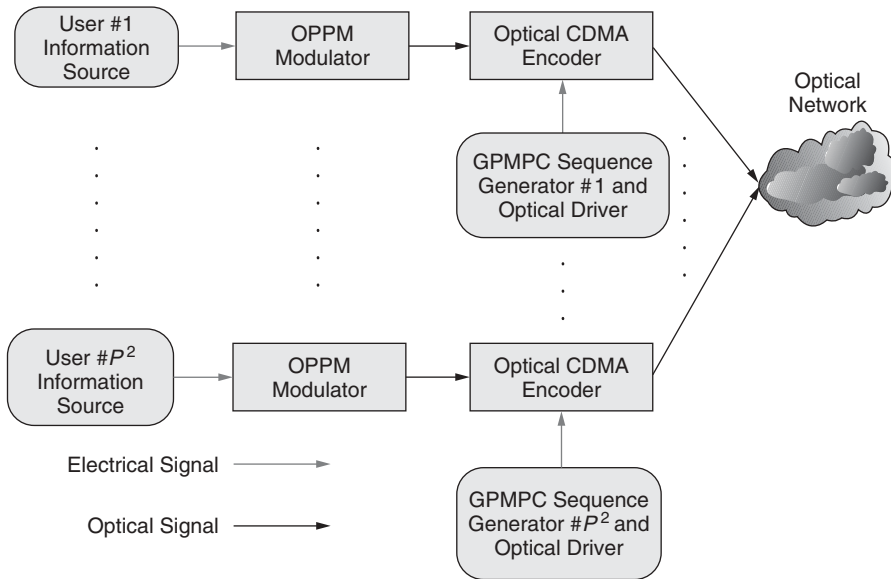 User #1
Information
Source
OPPM
Modulator
Optical CDMA
Encoder
Optical
Network
GPMPC Sequence
Generator #1 and
Optical Driver
User #P²
Information
Source
OPPM
Modulator
Optical CDMA
Encoder
Electrical Signal
Optical Signal
GPMPC Sequence
Generator #P² and
Optical Driver